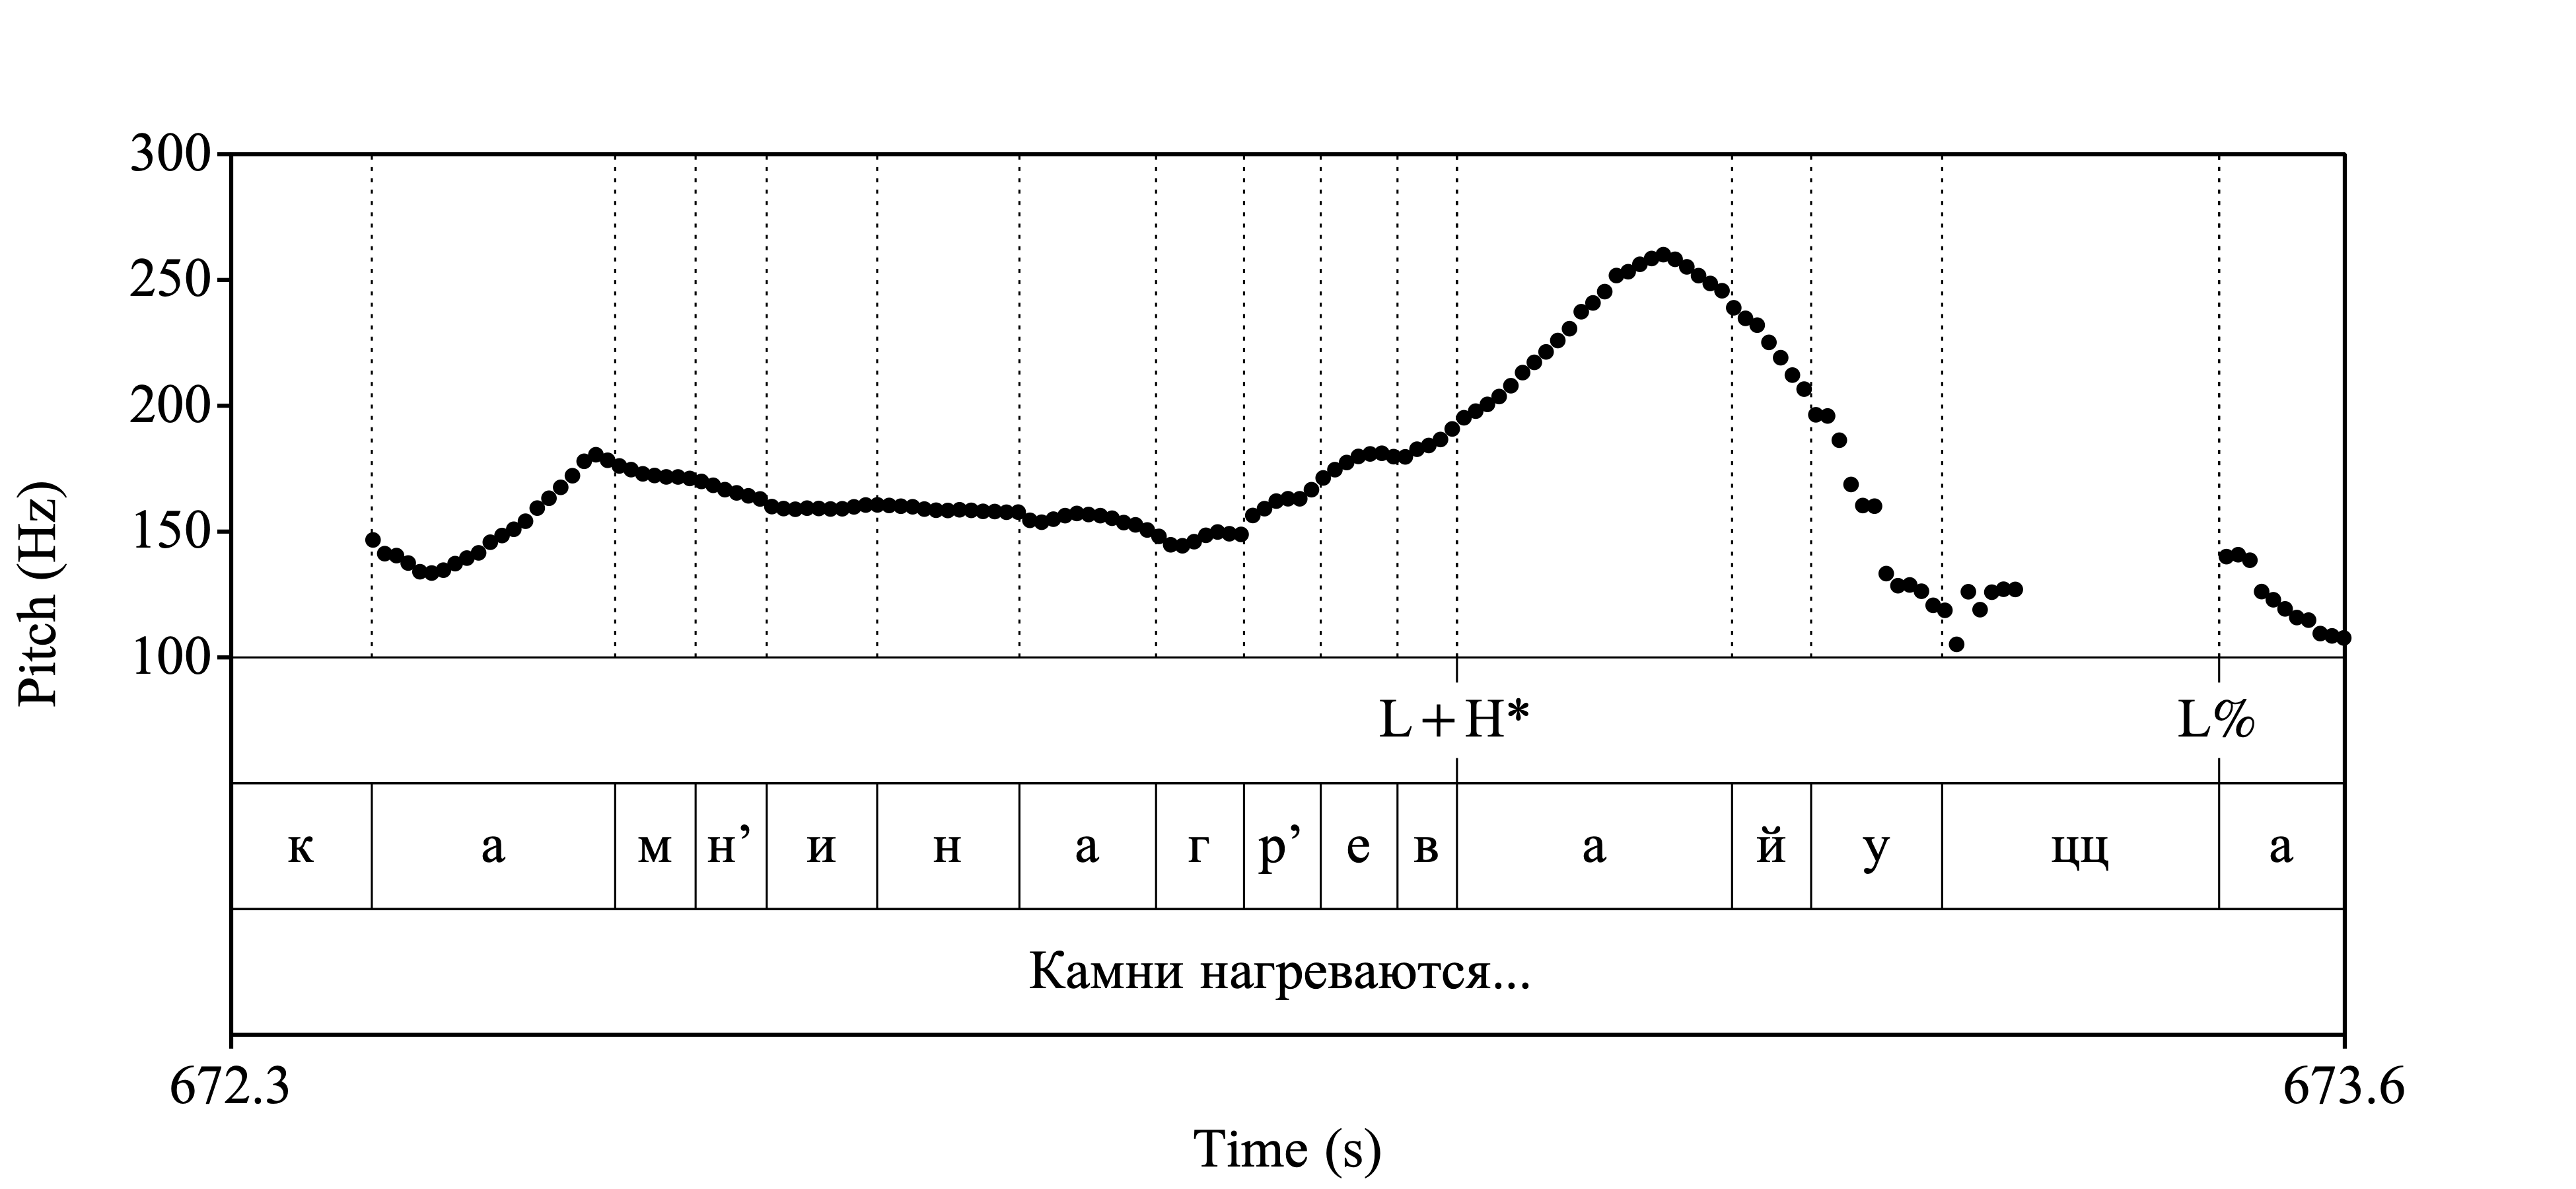 300
250
200
150
100
Pitch (Hz)
L+H* L%
к а м н’ и н а г р’ е в а й у цц а
Камни нагреваются...
672.3 673.6
Time (s)